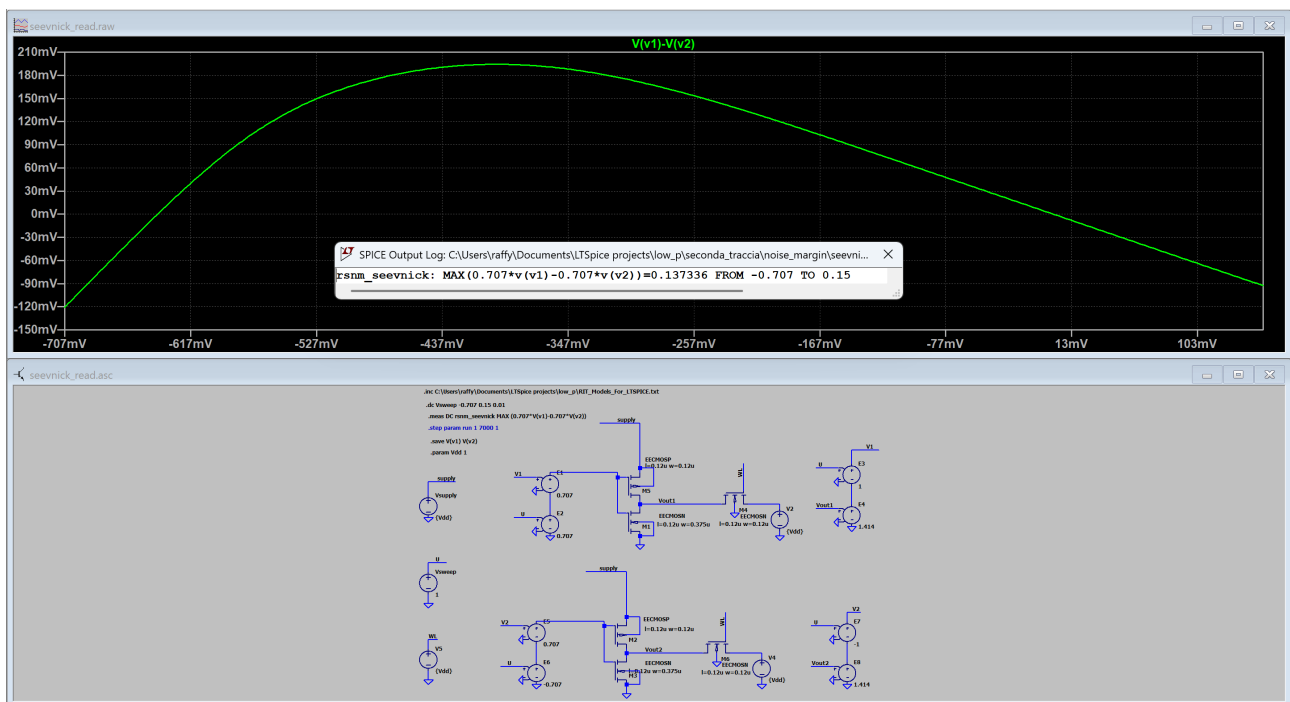 seevnick_read.raw
V(v1)-V(v2)
210mV
180mV
150mV
120mV
90mV
60mV
30mV
0mV
-30mV
-60mV
-90mV
-120mV
-150mV
-707mV -617mV -527mV -437mV -347mV -257mV -167mV -77mV 13mV 103mV
SPICE Output Log: C:\Users\raffy\Documents\LTSpice projects\low_p\seconda_traccia\noise_margin\seevni...
rsnm_seevnick: MAX(0.707*v(v1)-0.707*v(v2))=0.137336 FROM -0.707 TO 0.15
seevnick_read.asc
.inc C:\Users\raffy\Documents\LTSpice projects\low_p\RIT_Models_For_LTSPICE.txt
.dc Vsweep -0.707 0.15 0.01
.meas DC rsnm_seevnick MAX (0.707*V(v1)-0.707*V(v2))
.step param run 1 7000 1
.save V(v1) V(v2)
.param Vdd 1
supply
Vsupply
{Vdd}
U
Vsweep
1
WL
V5
{Vdd}
V1
E1
0.707
U
E2
0.707
supply
EECMOSP
l=0.12u w=0.12u
M5
Vout1
EECMOSN
M1
l=0.12u w=0.375u
WL
M4
EECMOSN
l=0.12u w=0.12u
V2
{Vdd}
V1
U
E3
1
Vout1
E4
1.414
V2
E5
0.707
U
E6
-0.707
supply
EECMOSP
l=0.12u w=0.12u
M2
Vout2
EECMOSN
l=0.12u w=0.375u
M3
WL
M6
EECMOSN
l=0.12u w=0.12u
V4
{Vdd}
V2
U
E7
-1
Vout2
E8
1.414